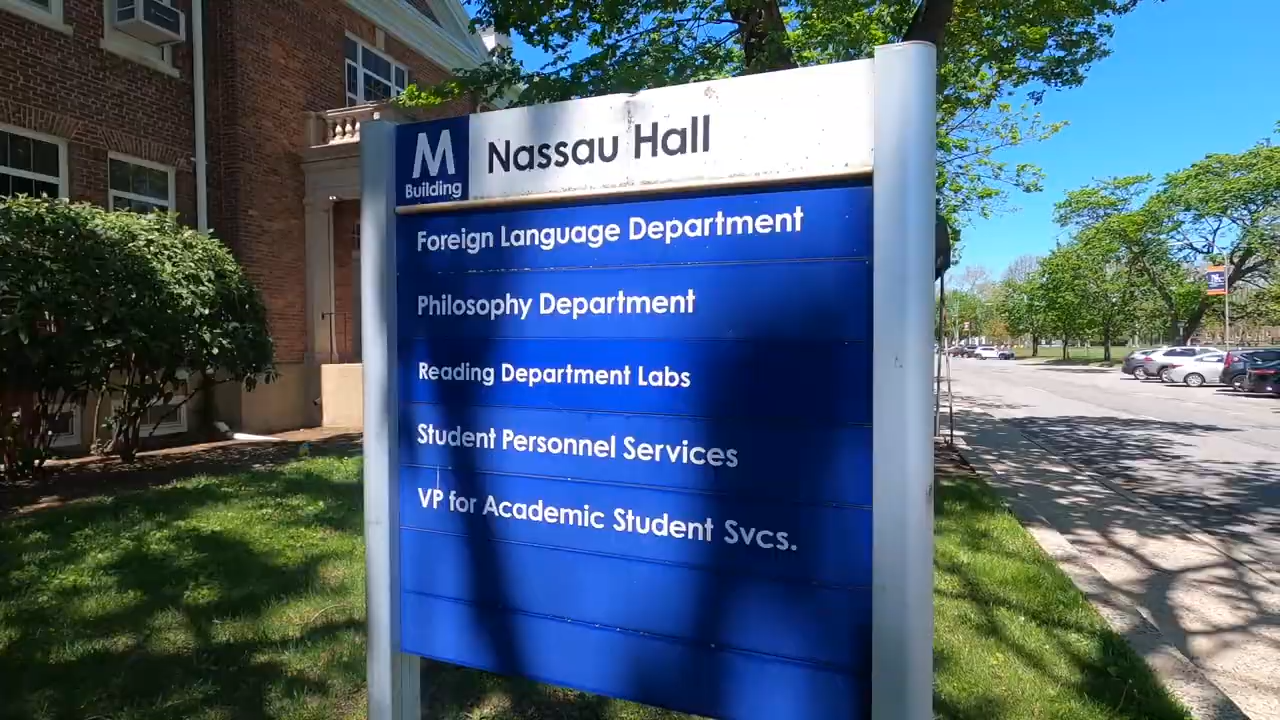 M
Building
Nassau Hall
Foreign Language Department
Philosophy Department
Reading Department Labs
Student Personnel Services
VP for Academic Student Svcs.